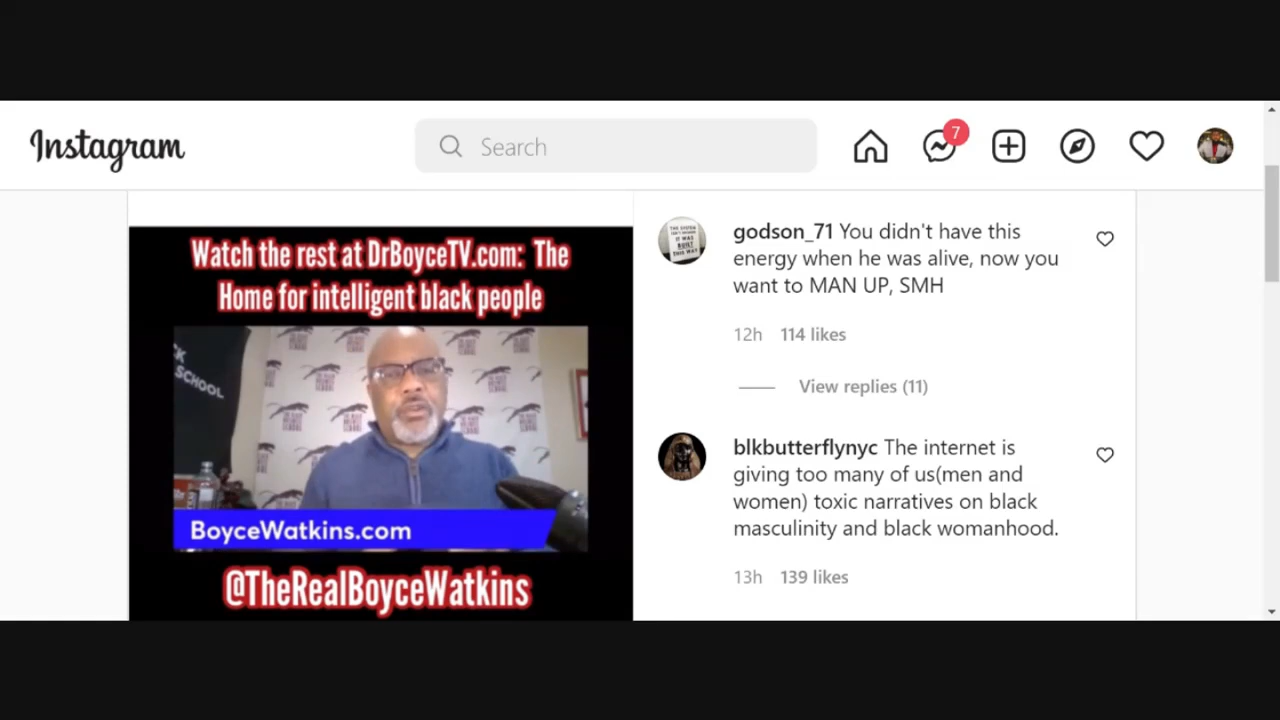 Instagram
Search
7
Watch the rest at DrBoyceTV.com: The
Home for intelligent black people
CK
SCHOOL
BoyceWatkins.com
@TheRealBoyceWatkins
godson_71 You didn't have this
energy when he was alive, now you
want to MAN UP, SMH
12h 114 likes
View replies (11)
blkbutterflynyc The internet is
giving too many of us(men and
women) toxic narratives on black
masculinity and black womanhood.
13h 139 likes